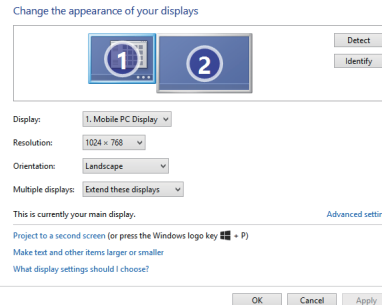 Change the appearance of your displays
1 2
Detect
Identify
Display: 1. Mobile PC Display
Resolution: 1024 × 768
Orientation: Landscape
Multiple displays: Extend these displays
This is currently your main display. Advanced settin
Project to a second screen (or press the Windows logo key + P)
Make text and other items larger or smaller
What display settings should I choose?
OK Cancel Apply